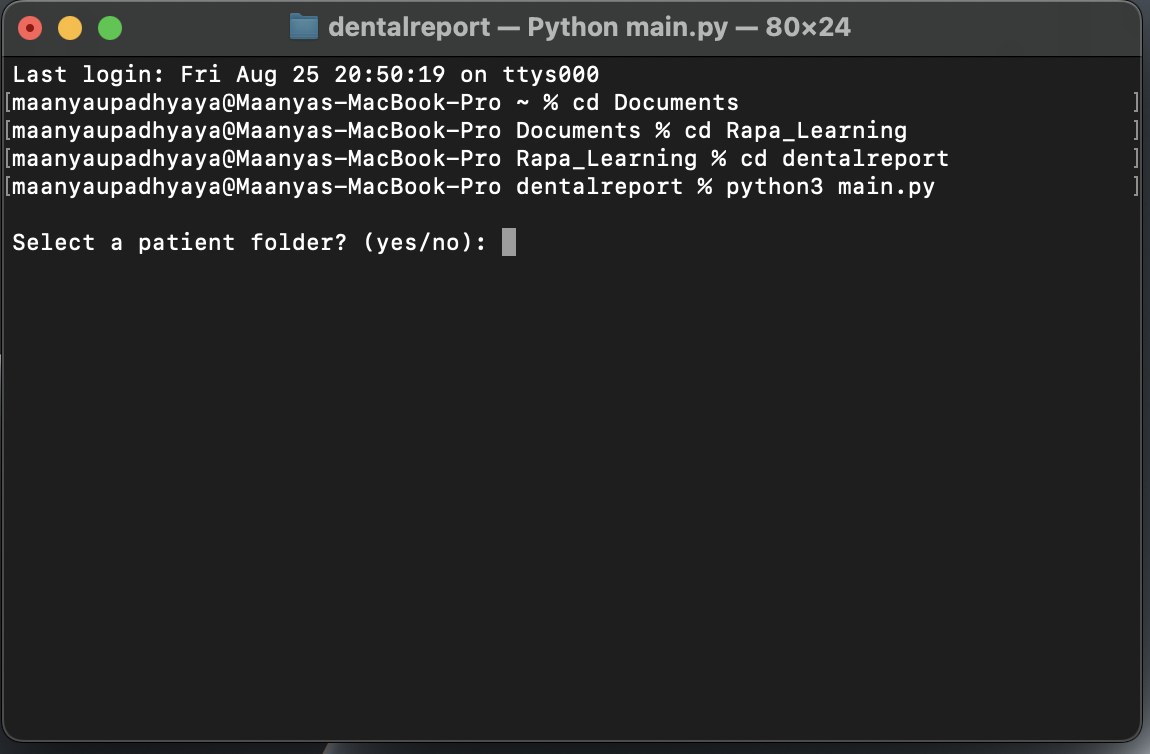 dentalreport — Python main.py — 80×24
Last login: Fri Aug 25 20:50:19 on ttys000
[maanyaupadhyaya@Maanyas-MacBook-Pro ~ % cd Documents ]
[maanyaupadhyaya@Maanyas-MacBook-Pro Documents % cd Rapa_Learning ]
[maanyaupadhyaya@Maanyas-MacBook-Pro Rapa_Learning % cd dentalreport ]
[maanyaupadhyaya@Maanyas-MacBook-Pro dentalreport % python3 main.py ]
Select a patient folder? (yes/no):